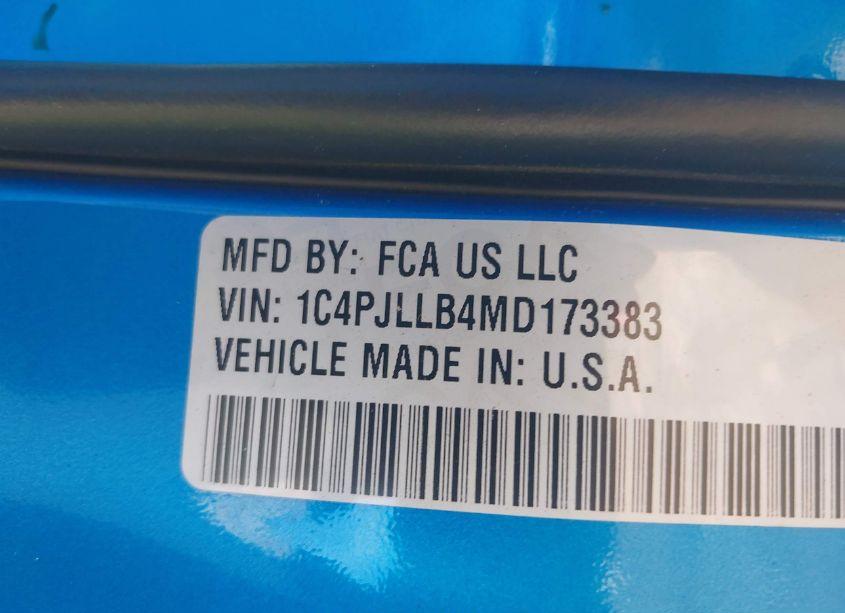 MFD BY: FCA US LLC
VIN: 1C4PJLLB4MD173383
VEHICLE MADE IN: U.S.A.